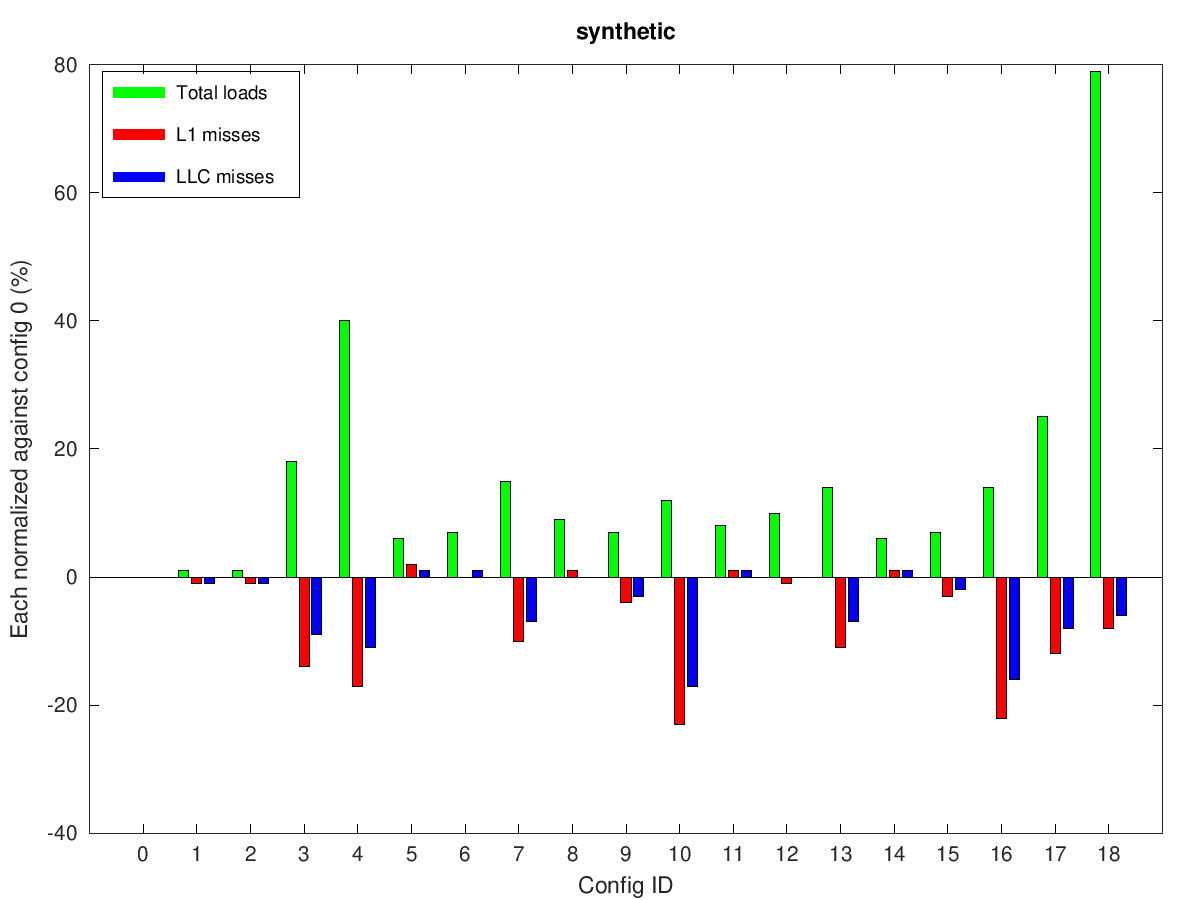 synthetic
80
60
40
20
0
-20
-40
Each normalized against config 0 (%)
Total loads
L1 misses
LLC misses
0 1 2 3 4 5 6 7 8 9 10 11 12 13 14 15 16 17 18
Config ID